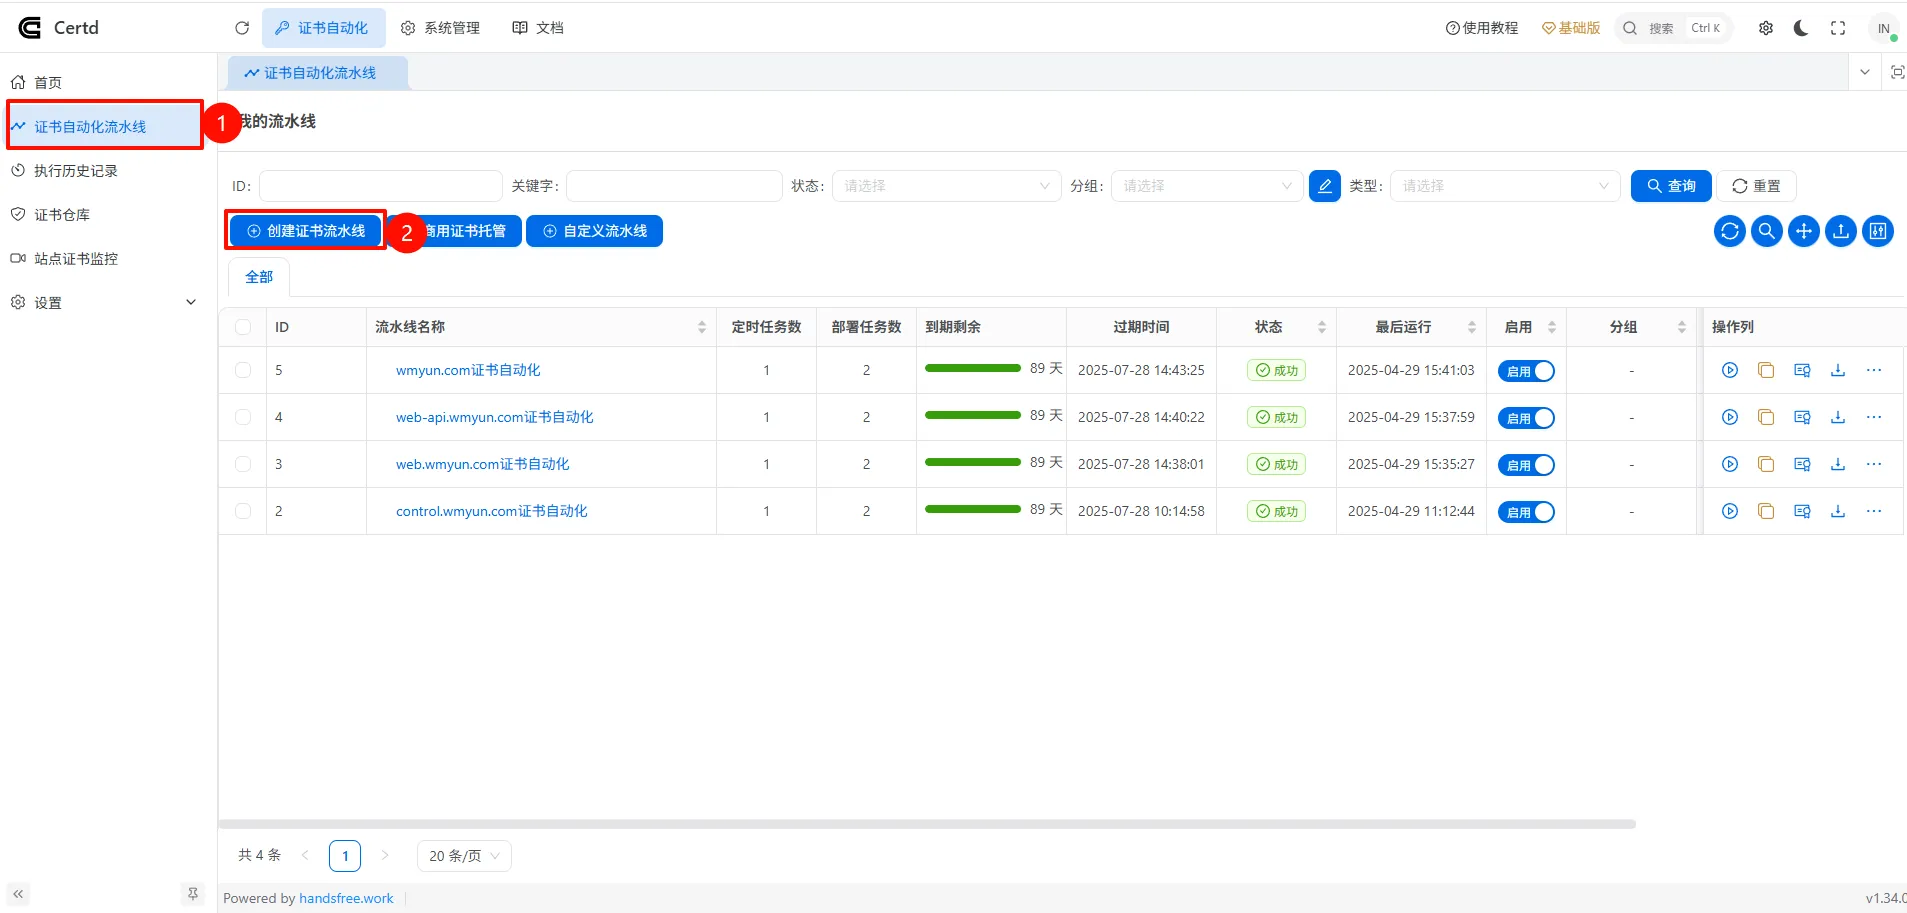 Certd
证书自动化
系统管理
文档
使用教程
基础版
搜索
Ctrl K
IN
首页
证书自动化流水线
执行历史记录
证书仓库
站点证书监控
设置
证书自动化流水线
1
我的流水线
ID:
关键字:
状态: 请选择
分组: 请选择
类型: 请选择
查询
重置
创建证书流水线
2
商用证书托管
自定义流水线
全部
ID 流水线名称 定时任务数 部署任务数 到期剩余 过期时间 状态 最后运行 启用 分组 操作列
5 wmyun.com证书自动化 1 2 89 天 2025-07-28 14:43:25 成功 2025-04-29 15:41:03 启用 - ···
4 web-api.wmyun.com证书自动化 1 2 89 天 2025-07-28 14:40:22 成功 2025-04-29 15:37:59 启用 - ···
3 web.wmyun.com证书自动化 1 2 89 天 2025-07-28 14:38:01 成功 2025-04-29 15:35:27 启用 - ···
2 control.wmyun.com证书自动化 1 2 89 天 2025-07-28 10:14:58 成功 2025-04-29 11:12:44 启用 - ···
共 4 条 1 20 条/页
Powered by handsfree.work
v1.34.0